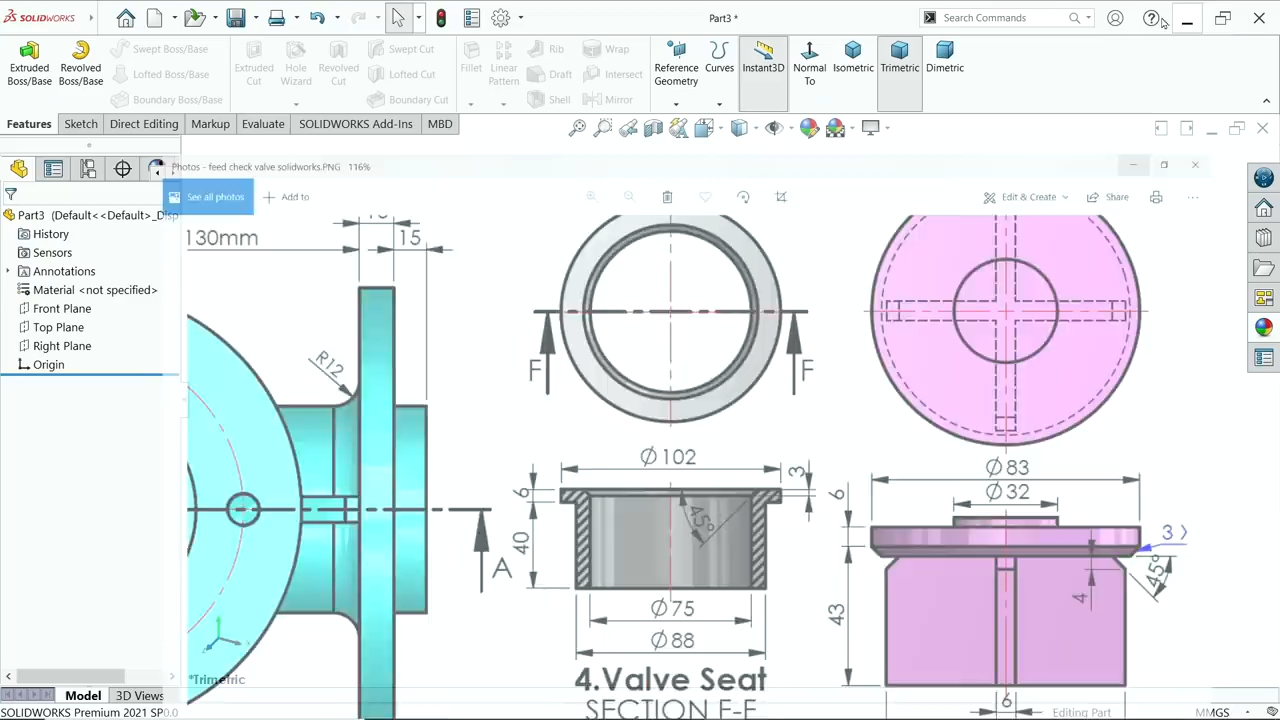 SOLIDWORKS
Part3 *
Search Commands
Extruded Boss/Base
Revolved Boss/Base
Swept Boss/Base
Lofted Boss/Base
Boundary Boss/Base
Extruded Cut
Hole Wizard
Revolved Cut
Swept Cut
Lofted Cut
Boundary Cut
Fillet
Linear Pattern
Rib
Draft
Shell
Wrap
Intersect
Mirror
Reference Geometry
Curves
Instant3D
Normal To
Isometric
Trimetric
Dimetric
Features
Sketch
Direct Editing
Markup
Evaluate
SOLIDWORKS Add-Ins
MBD
Photos - feed check valve solidworks.PNG 116%
See all photos
Add to
Edit & Create
Share
Part3 (Default<<Default>_Disp
History
Sensors
Annotations
Material <not specified>
Front Plane
Top Plane
Right Plane
Origin
130mm
15
R12
A
F
F
Ø102
3
6
40
45°
Ø75
Ø88
4.Valve Seat
SECTION F-F
Ø83
Ø32
6
3 X
45°
4
43
6
*Trimetric
Model
3D Views
SOLIDWORKS Premium 2021 SP0.0
Editing Part
MMGS